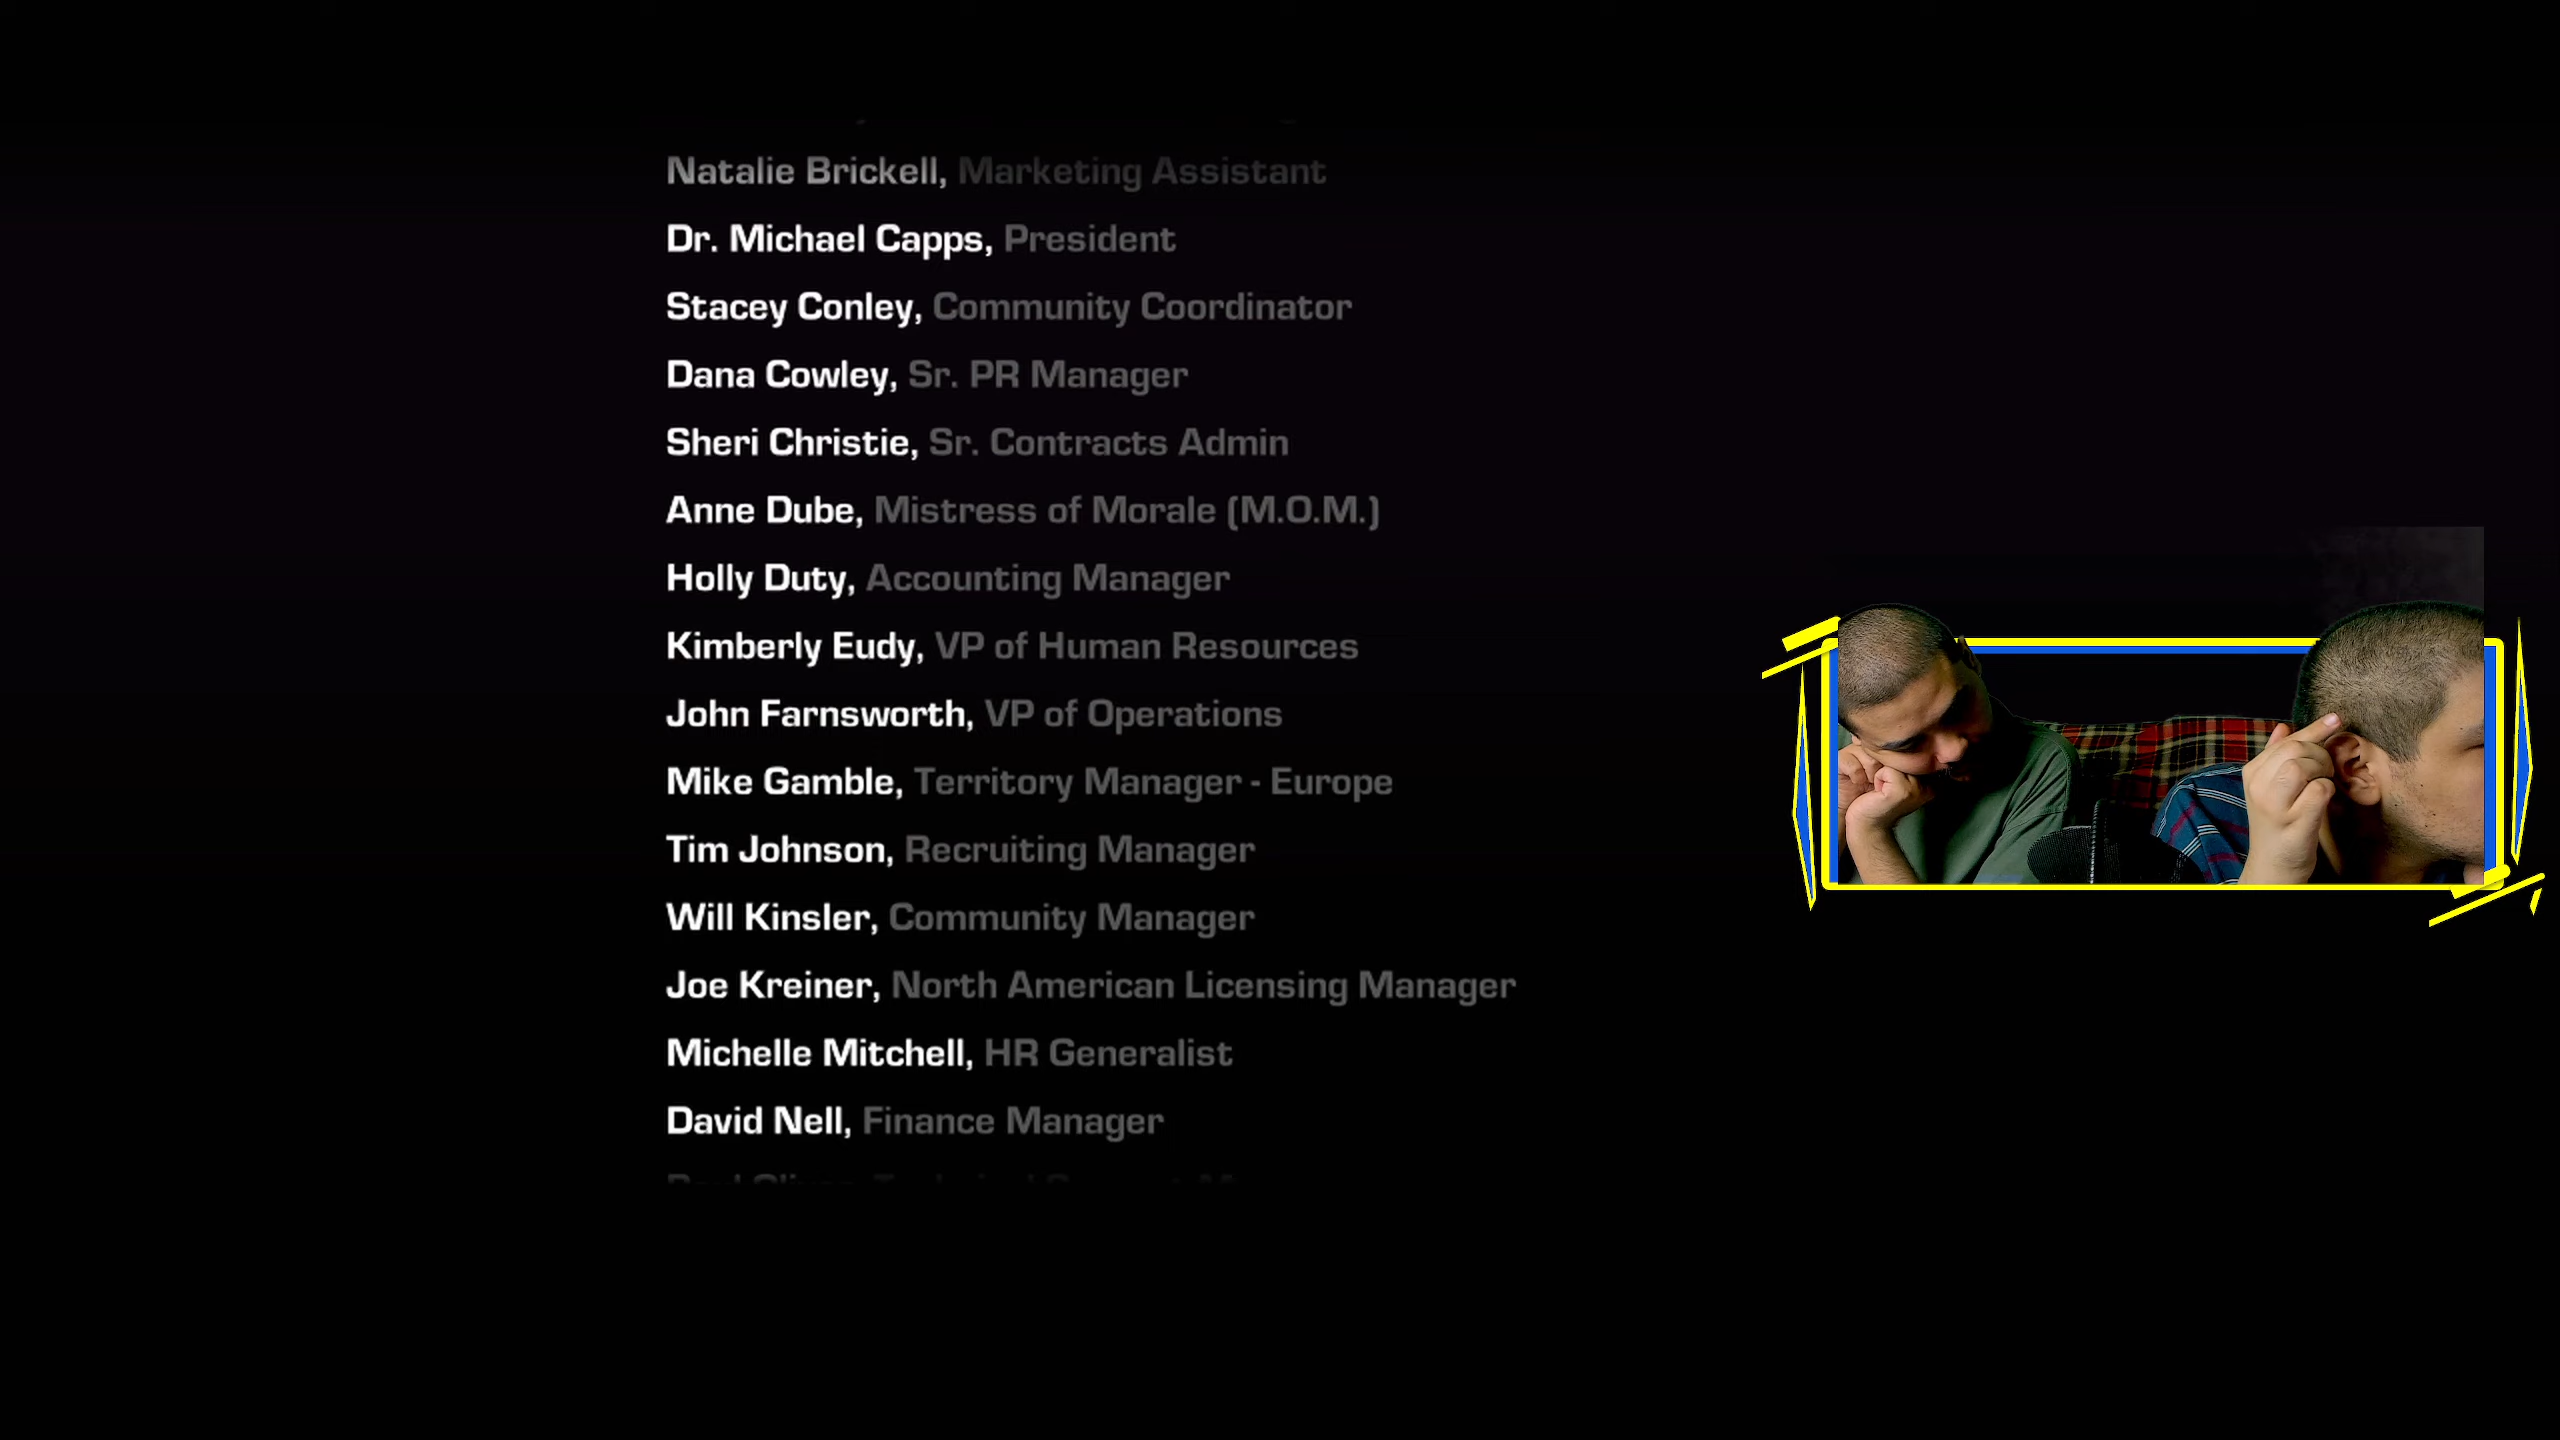 Natalie Brickell, Marketing Assistant
Dr. Michael Capps, President
Stacey Conley, Community Coordinator
Dana Cowley, Sr. PR Manager
Sheri Christie, Sr. Contracts Admin
Anne Dube, Mistress of Morale (M.O.M.)
Holly Duty, Accounting Manager
Kimberly Eudy, VP of Human Resources
John Farnsworth, VP of Operations
Mike Gamble, Territory Manager - Europe
Tim Johnson, Recruiting Manager
Will Kinsler, Community Manager
Joe Kreiner, North American Licensing Manager
Michelle Mitchell, HR Generalist
David Nell, Finance Manager